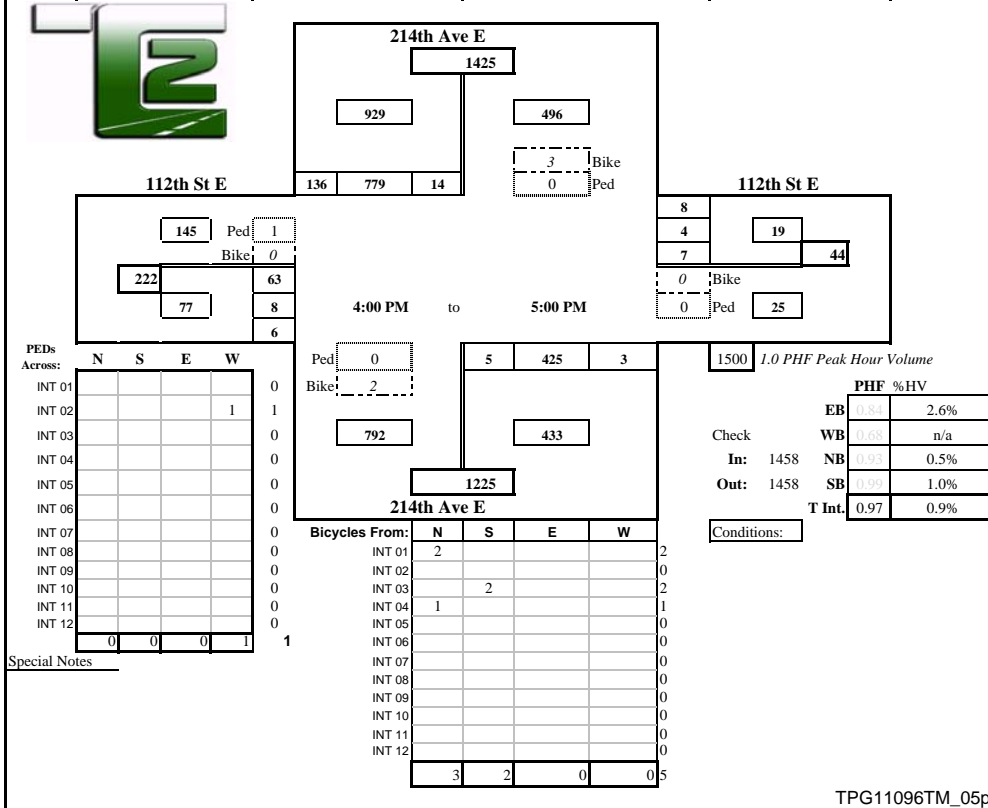 T2
214th Ave E
1425
929 496
3 Bike
112th St E 136 779 14 0 Ped 112th St E
8
145 Ped 1 4 19
Bike 0 7 44
222 63 0 Bike
77 8 4:00 PM to 5:00 PM 0 Ped 25
6
PEDs
Across: N S E W Ped 0 5 425 3 1500 1.0 PHF Peak Hour Volume
INT 01 0 Bike 2 PHF %HV
INT 02 1 1 EB 0.84 2.6%
INT 03 0 792 433 Check WB 0.68 n/a
INT 04 0 In: 1458 NB 0.93 0.5%
INT 05 0 1225 Out: 1458 SB 0.99 1.0%
INT 06 0 214th Ave E T Int. 0.97 0.9%
INT 07 0 Bicycles From: N S E W Conditions:
INT 08 0 INT 01 2 2
INT 09 0 INT 02 0
INT 10 0 INT 03 2 2
INT 11 0 INT 04 1 1
INT 12 0 INT 05 0
0 0 0 1 1 INT 06 0
Special Notes INT 07 0
INT 08 0
INT 09 0
INT 10 0
INT 11 0
INT 12 0
3 2 0 0 5
TPG11096TM_05p